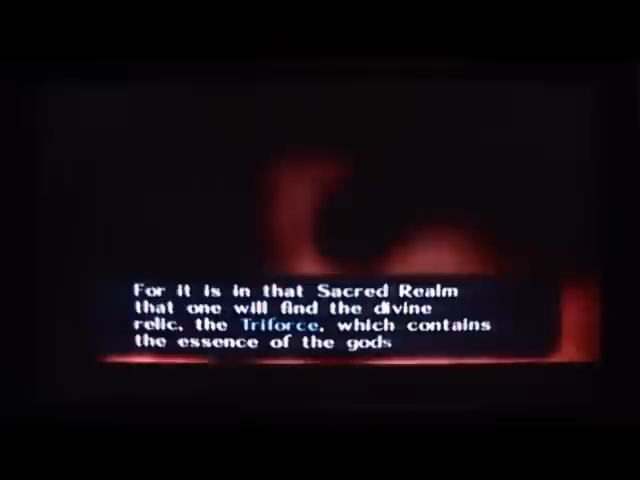 For it is in that Sacred Realm
that one will find the divine
relic, the Triforce, which contains
the essence of the gods